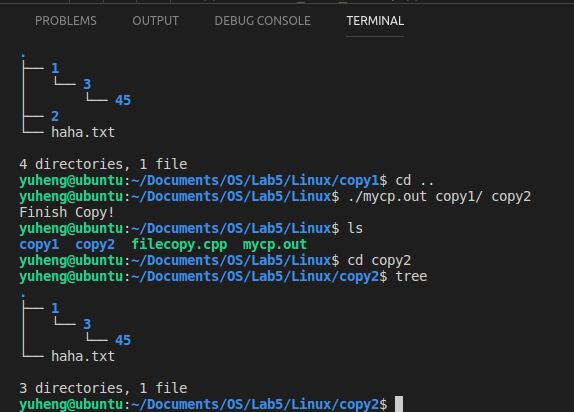 PROBLEMS OUTPUT DEBUG CONSOLE TERMINAL
.
├── 1
│   └── 3
│       └── 45
├── 2
└── haha.txt
4 directories, 1 file
yuheng@ubuntu:~/Documents/OS/Lab5/Linux/copy1$ cd ..
yuheng@ubuntu:~/Documents/OS/Lab5/Linux$ ./mycp.out copy1/ copy2
Finish Copy!
yuheng@ubuntu:~/Documents/OS/Lab5/Linux$ ls
copy1  copy2  filecopy.cpp  mycp.out
yuheng@ubuntu:~/Documents/OS/Lab5/Linux$ cd copy2
yuheng@ubuntu:~/Documents/OS/Lab5/Linux/copy2$ tree
.
├── 1
│   └── 3
│       └── 45
└── haha.txt
3 directories, 1 file
yuheng@ubuntu:~/Documents/OS/Lab5/Linux/copy2$